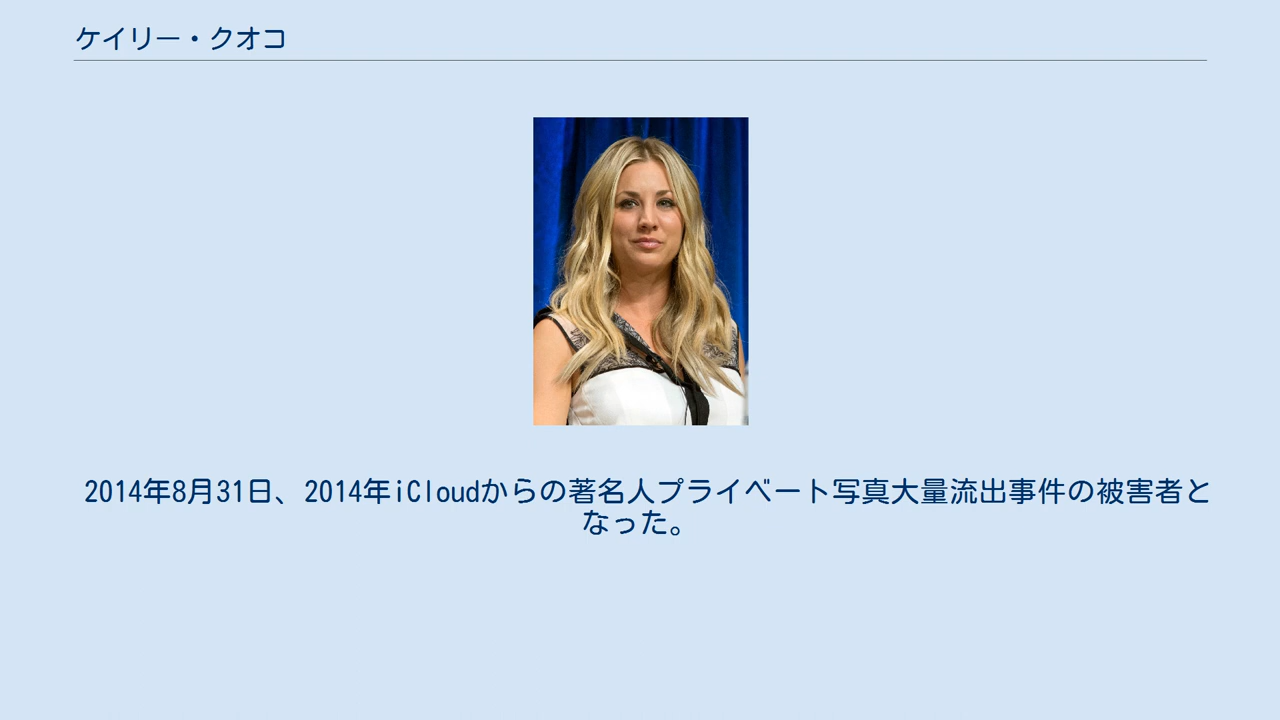 ケイリー・クオコ
2014年8月31日、2014年iCloudからの著名人プライベート写真大量流出事件の被害者と
なった。